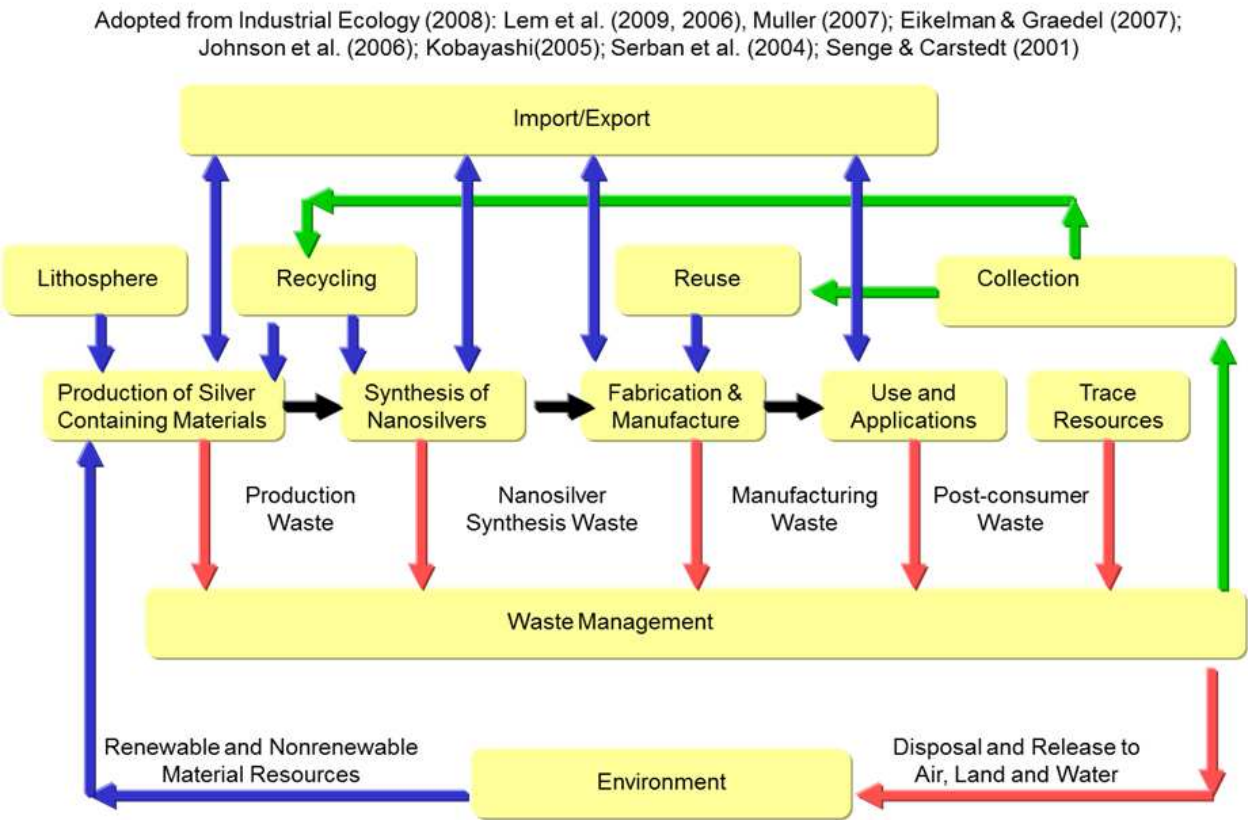 Adopted from Industrial Ecology (2008): Lem et al. (2009, 2006), Muller (2007); Eikelman & Graedel (2007);
Johnson et al. (2006); Kobayashi(2005); Serban et al. (2004); Senge & Carstedt (2001)
Import/Export
Lithosphere
Recycling
Reuse
Collection
Production of Silver
Containing Materials
Synthesis of
Nanosilvers
Fabrication &
Manufacture
Use and
Applications
Trace
Resources
Production
Waste
Nanosilver
Synthesis Waste
Manufacturing
Waste
Post-consumer
Waste
Waste Management
Renewable and Nonrenewable
Material Resources
Environment
Disposal and Release to
Air, Land and Water